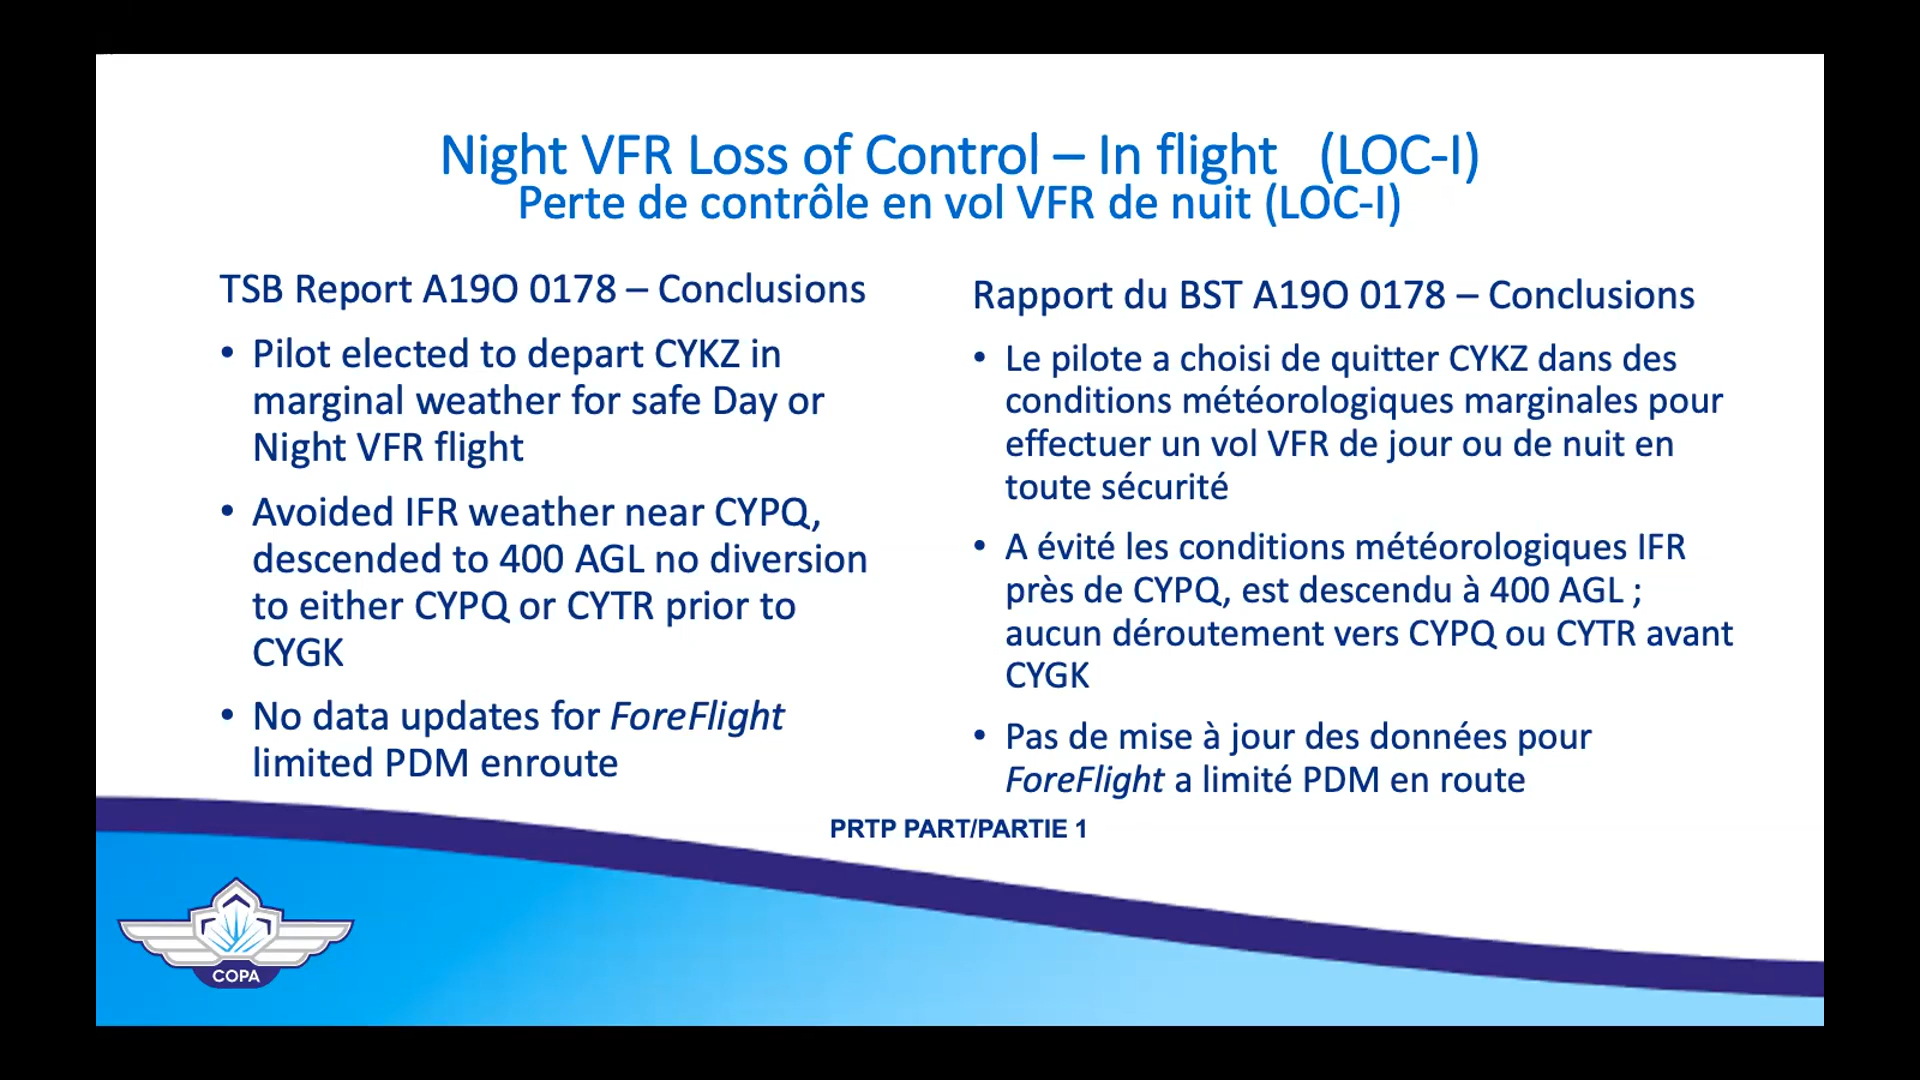 Night VFR Loss of Control – In flight (LOC-I)
Perte de contrôle en vol VFR de nuit (LOC-I)
TSB Report A19O 0178 – Conclusions
• Pilot elected to depart CYKZ in
marginal weather for safe Day or
Night VFR flight
• Avoided IFR weather near CYPQ,
descended to 400 AGL no diversion
to either CYPQ or CYTR prior to
CYGK
• No data updates for ForeFlight
limited PDM enroute
Rapport du BST A19O 0178 – Conclusions
• Le pilote a choisi de quitter CYKZ dans des
conditions météorologiques marginales pour
effectuer un vol VFR de jour ou de nuit en
toute sécurité
• A évité les conditions météorologiques IFR
près de CYPQ, est descendu à 400 AGL ;
aucun déroutement vers CYPQ ou CYTR avant
CYGK
• Pas de mise à jour des données pour
ForeFlight a limité PDM en route
PRTP PART/PARTIE 1
COPA